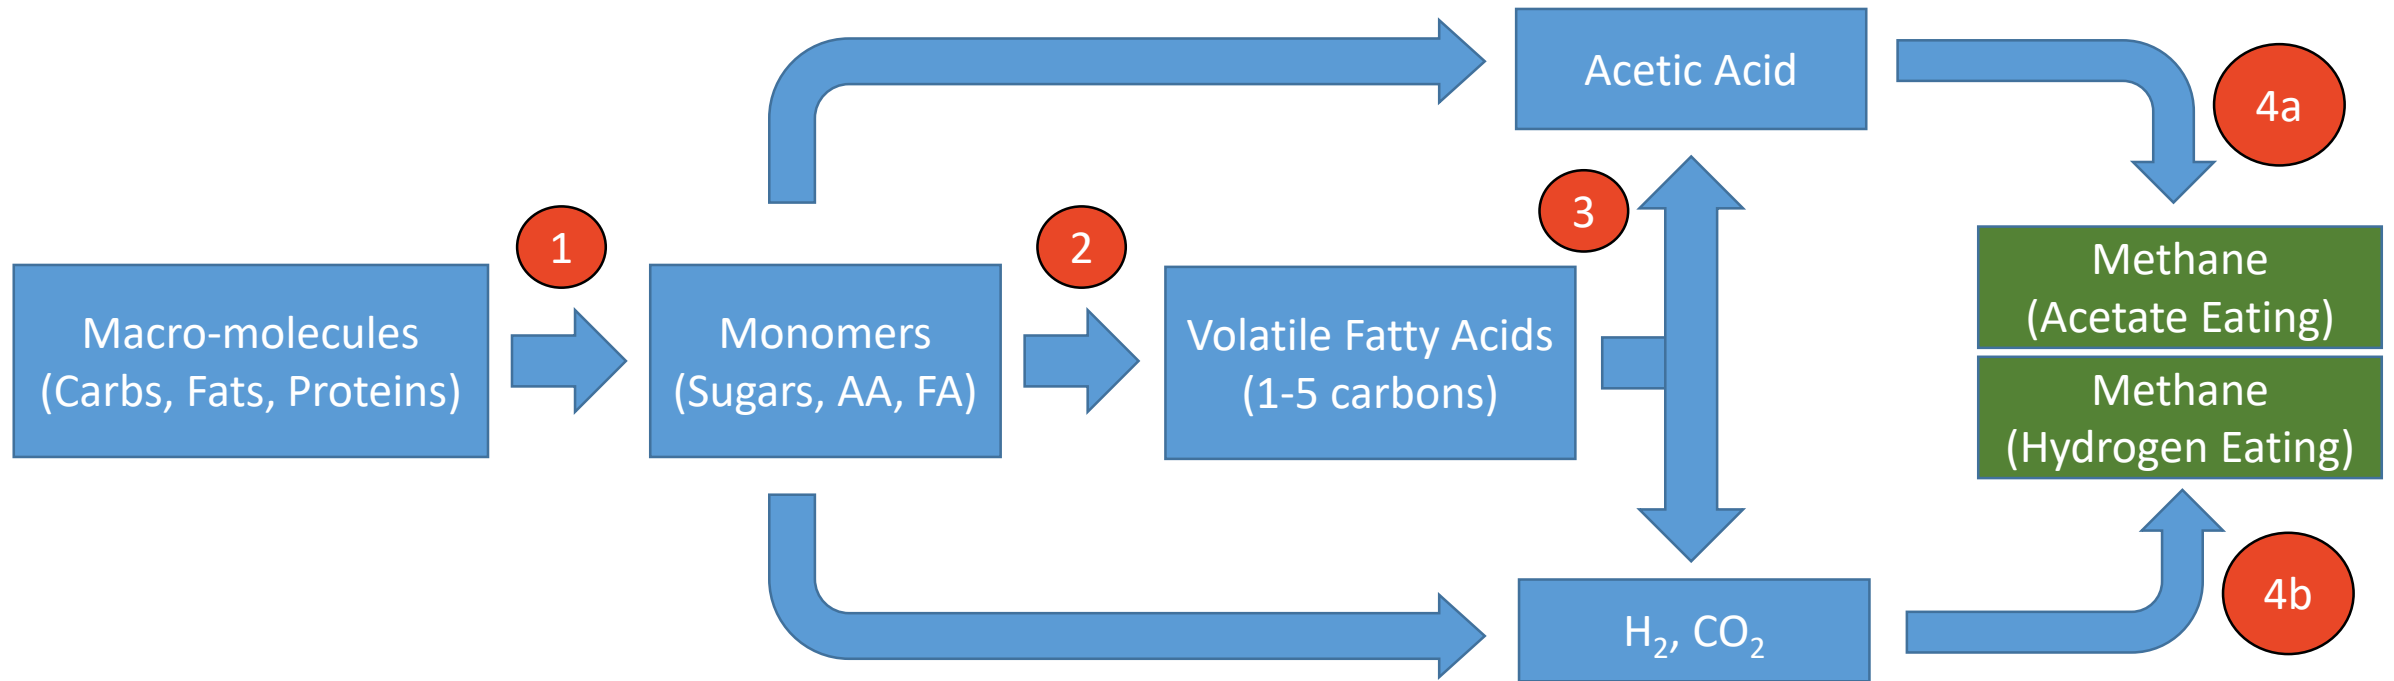 Macro-molecules
(Carbs, Fats, Proteins)
1
Monomers
(Sugars, AA, FA)
2
Volatile Fatty Acids
(1-5 carbons)
3
Acetic Acid
H₂, CO₂
4a
Methane
(Acetate Eating)
Methane
(Hydrogen Eating)
4b